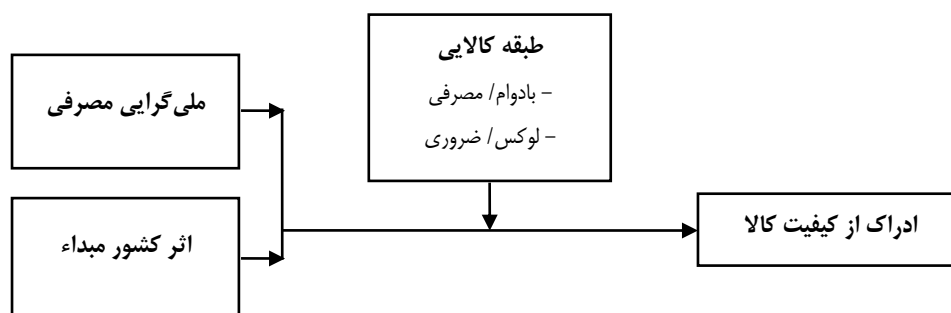 طبقه کالایی
– بادوام/ مصرفی
– لوکس/ ضروری
ملی‌گرایی مصرفی
اثر کشور مبداء
ادراک از کیفیت کالا